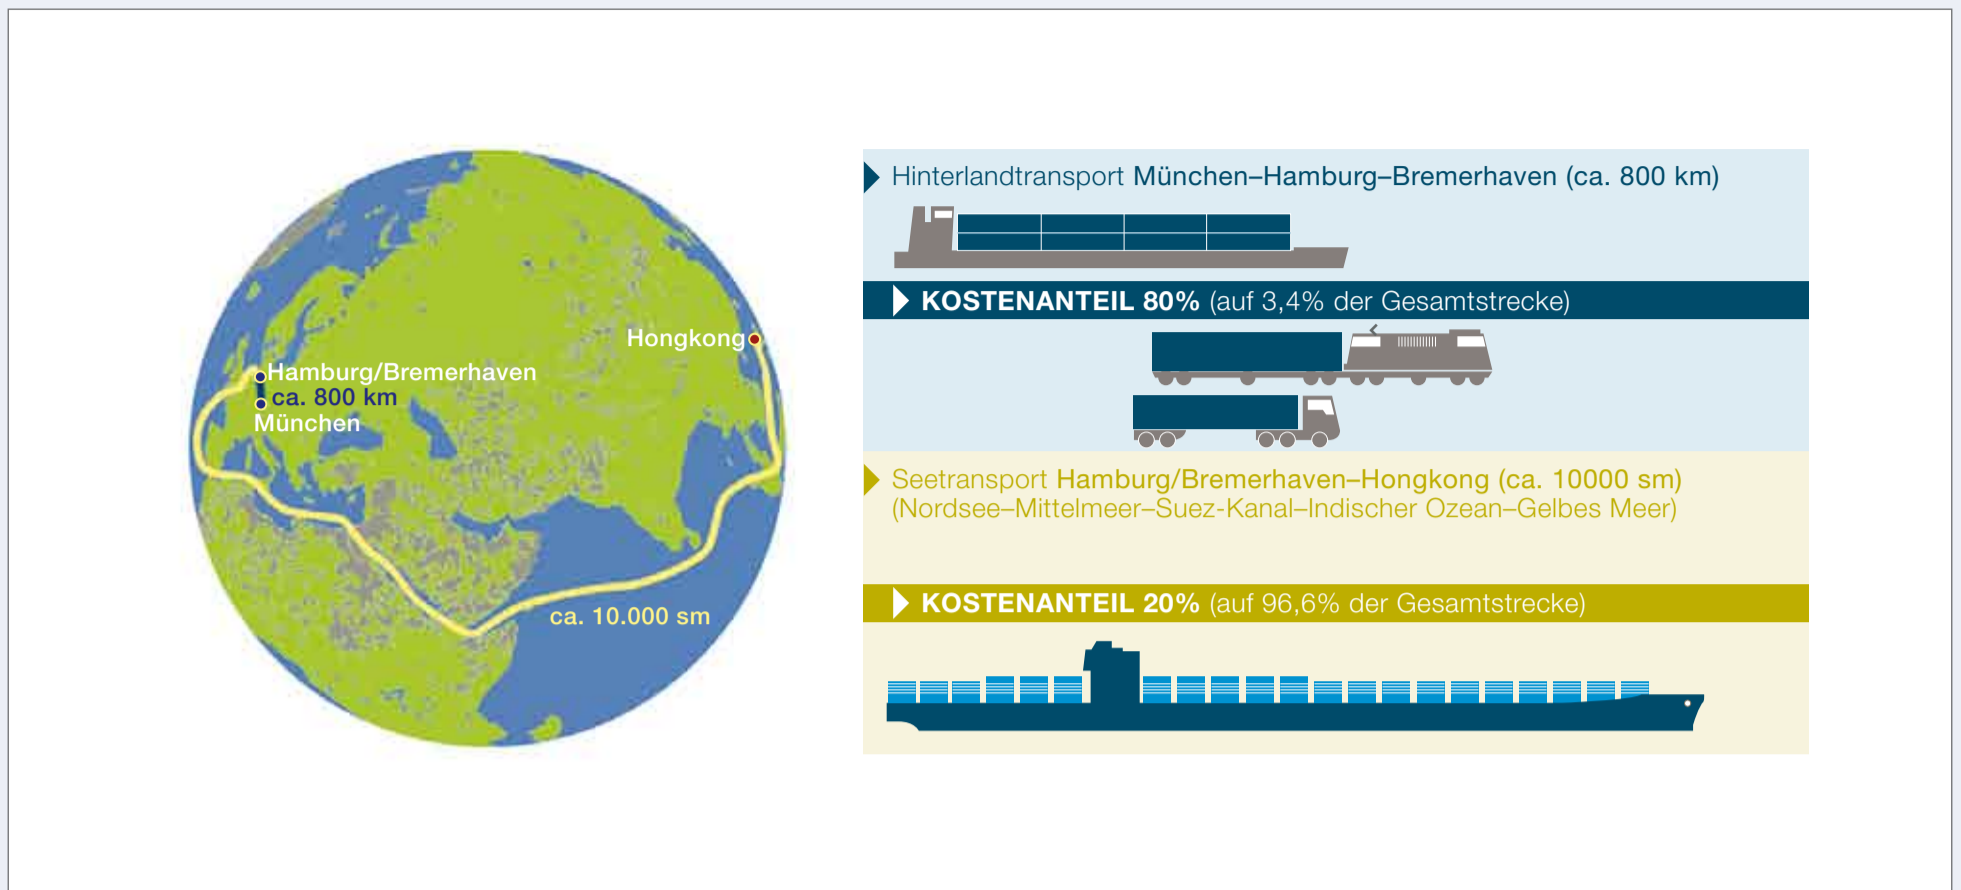 Hongkong
Hamburg/Bremerhaven
ca. 800 km
München
ca. 10.000 sm
Hinterlandtransport München–Hamburg–Bremerhaven (ca. 800 km)
KOSTENANTEIL 80% (auf 3,4% der Gesamtstrecke)
Seetransport Hamburg/Bremerhaven–Hongkong (ca. 10000 sm)
(Nordsee–Mittelmeer–Suez-Kanal–Indischer Ozean–Gelbes Meer)
KOSTENANTEIL 20% (auf 96,6% der Gesamtstrecke)